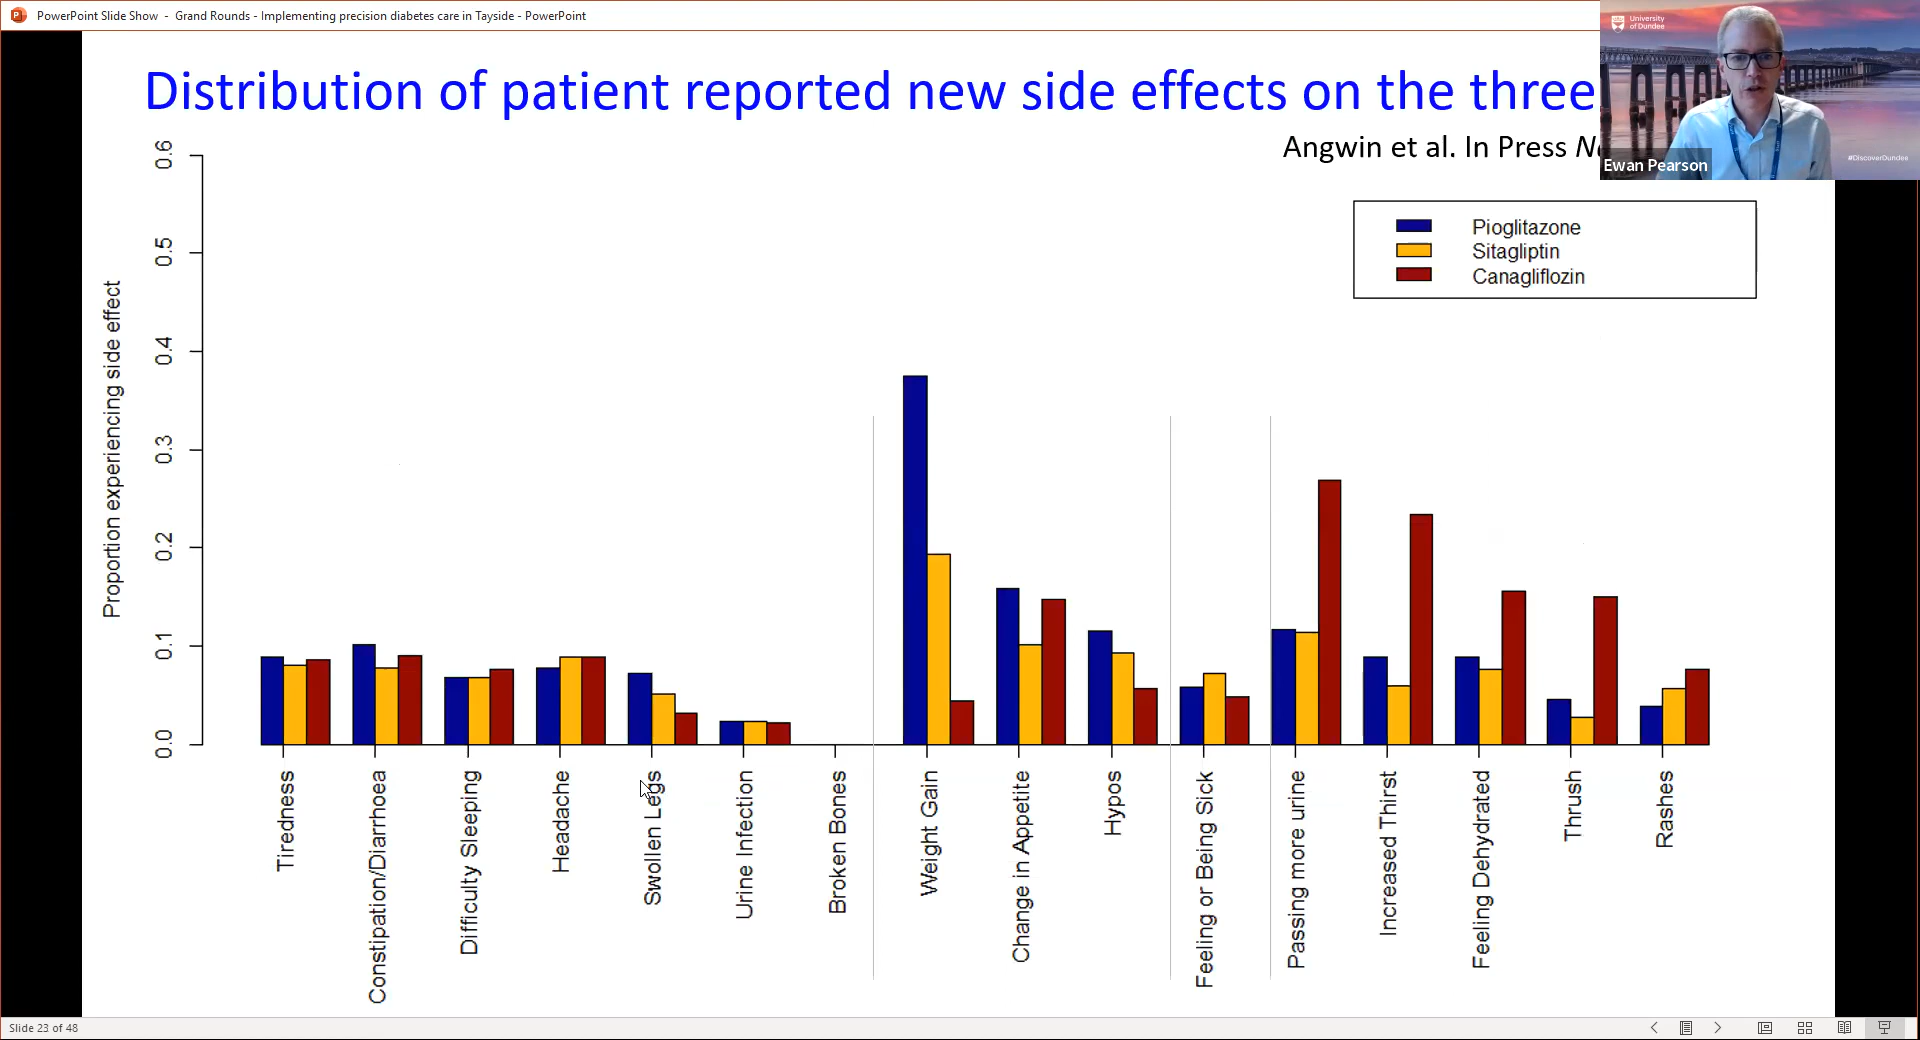 PowerPoint Slide Show - Grand Rounds - Implementing precision diabetes care in Tayside - PowerPoint
University
of Dundee
#DiscoverDundee
Ewan Pearson
Distribution of patient reported new side effects on the three
Angwin et al. In Press
Pioglitazone
Sitagliptin
Canagliflozin
Proportion experiencing side effect
0.6
0.5
0.4
0.3
0.2
0.1
0.0
Tiredness
Constipation/Diarrhoea
Difficulty Sleeping
Headache
Swollen Legs
Urine Infection
Broken Bones
Weight Gain
Change in Appetite
Hypos
Feeling or Being Sick
Passing more urine
Increased Thirst
Feeling Dehydrated
Thrush
Rashes
Slide 23 of 48